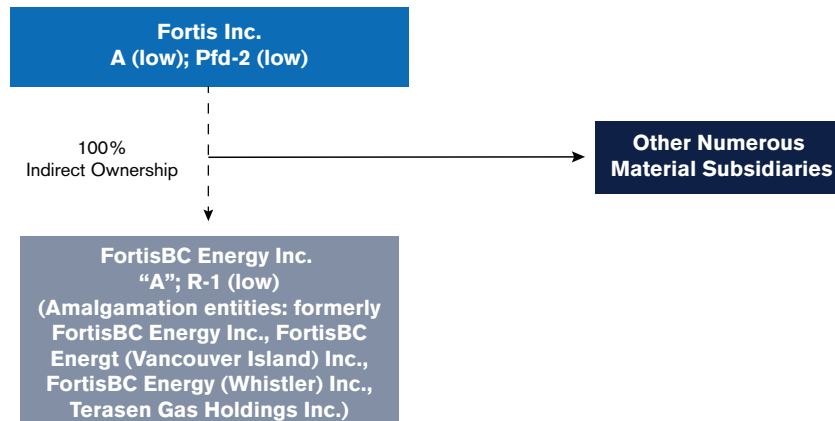 Fortis Inc.
A (low); Pfd-2 (low)
100%
Indirect Ownership
Other Numerous
Material Subsidiaries
FortisBC Energy Inc.
“A”; R-1 (low)
(Amalgamation entities: formerly
FortisBC Energy Inc., FortisBC
Energt (Vancouver Island) Inc.,
FortisBC Energy (Whistler) Inc.,
Terasen Gas Holdings Inc.)